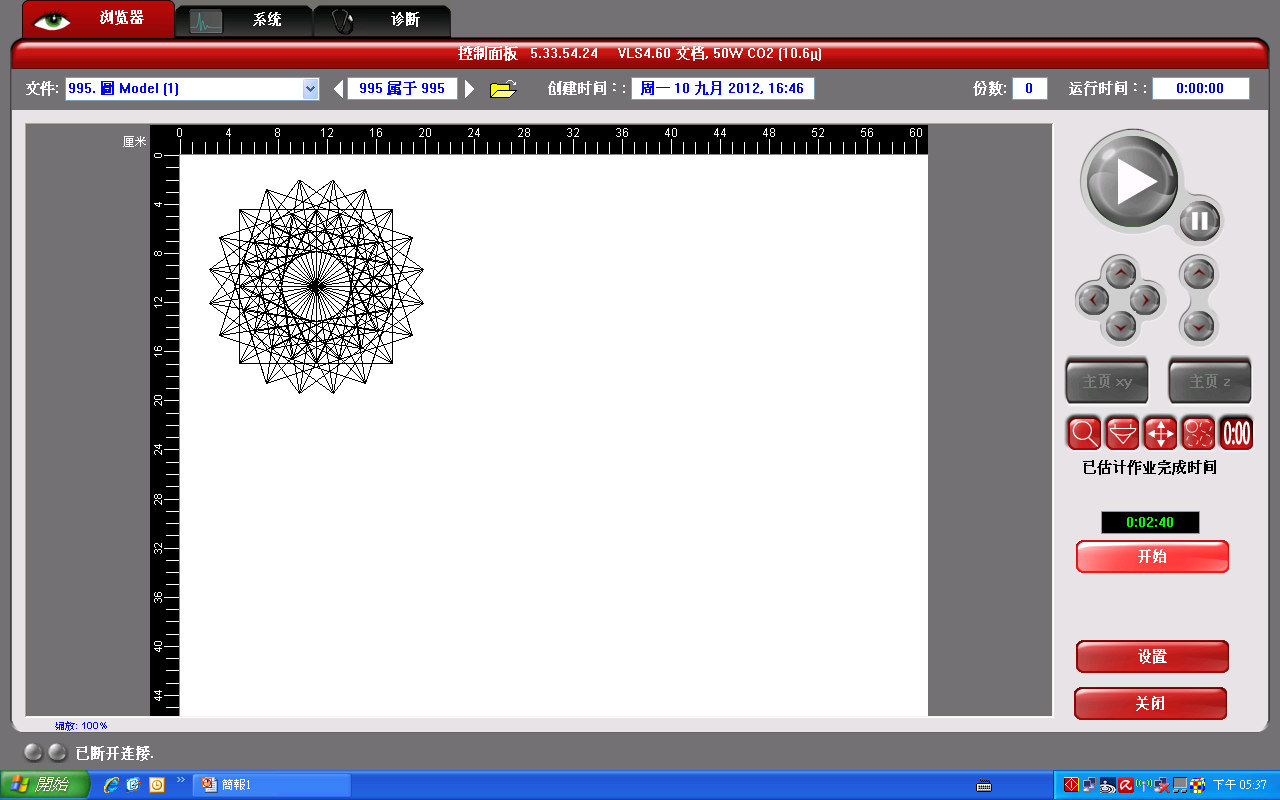 浏览器 系统 诊断
控制面板 5.33.54.24 VLS4.60 文档, 50W CO2 (10.6µ)
文件: 995. 圖 Model (1) 995 属于 995 创建时间:: 周一 10 九月 2012, 16:46 份数: 0 运行时间:: 0:00:00
厘米 0 4 8 12 16 20 24 28 32 36 40 44 48 52 56 60
0
4
8
12
16
20
24
28
32
36
40
44
主页 xy 主页 z
0:00
已估计作业完成时间
0:02:40
开始
设置
关闭
缩放: 100%
已断开连接.
開始 簡報1 下午 05:37